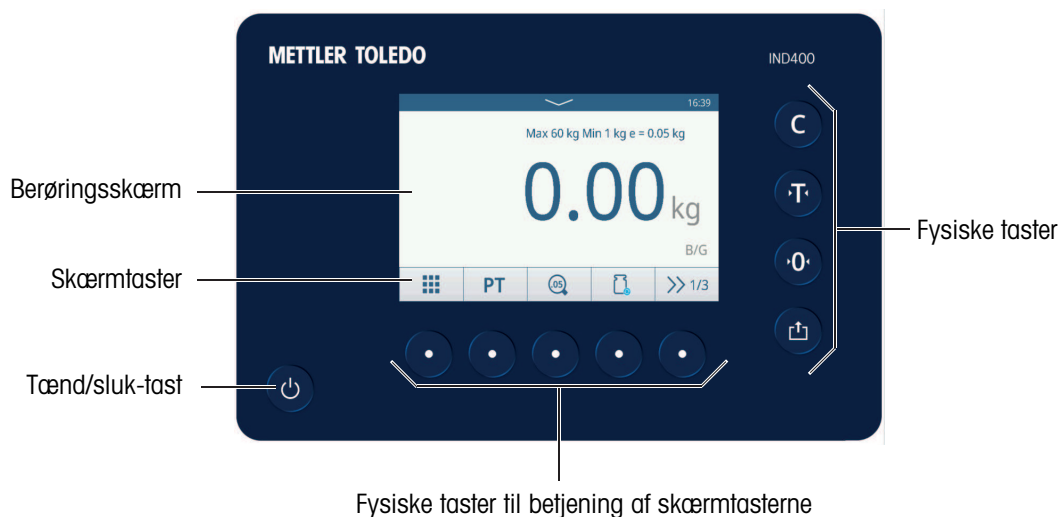 METTLER TOLEDO
IND400
16:39
Max 60 kg Min 1 kg e = 0.05 kg
0.00 kg
B/G
PT
.05
1/3
C
T
0
Berøringsskærm
Skærmtaster
Tænd/sluk-tast
Fysiske taster
Fysiske taster til betjening af skærmtasterne